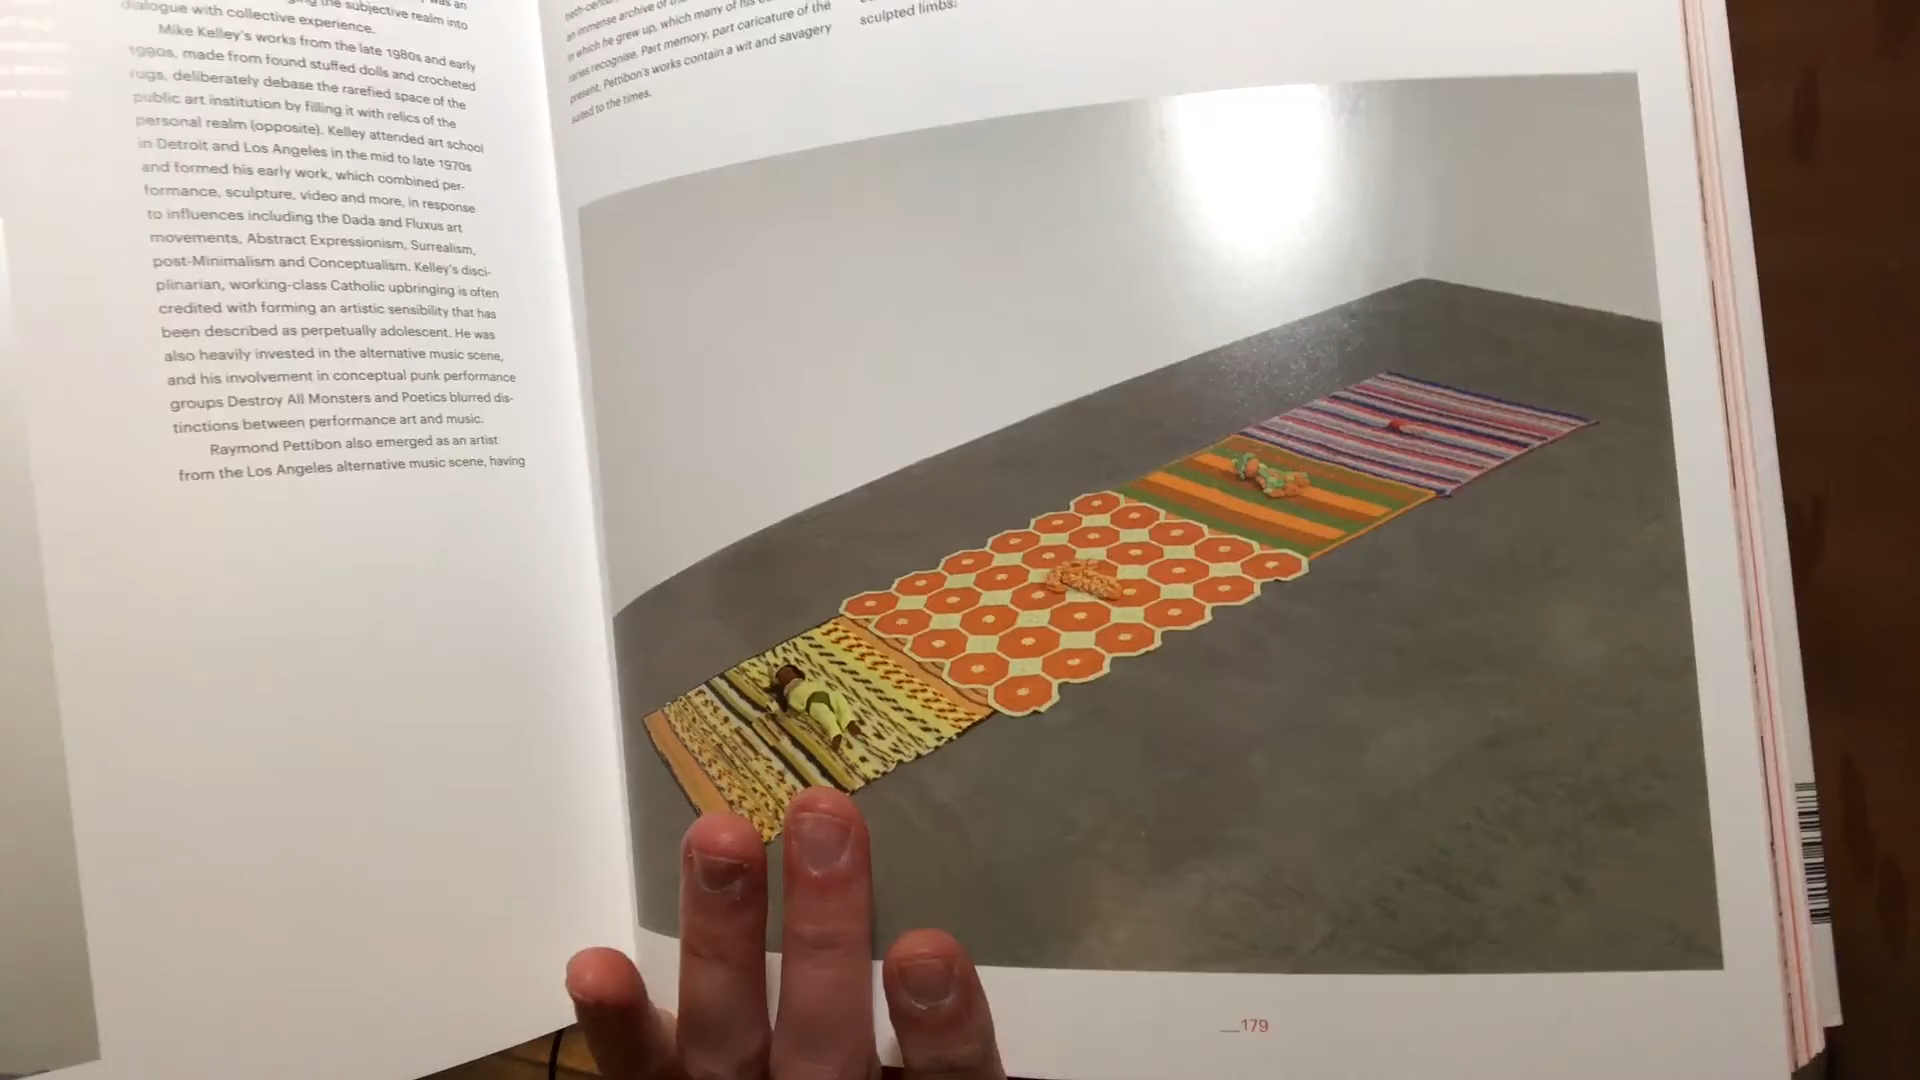 the subjective realm into
dialogue with collective experience.
Mike Kelley's works from the late 1980s and early
1990s, made from found stuffed dolls and crocheted
rugs, deliberately debase the rarefied space of the
public art institution by filling it with relics of the
personal realm (opposite). Kelley attended art school
in Detroit and Los Angeles in the mid to late 1970s
and formed his early work, which combined per-
formance, sculpture, video and more, in response
to influences including the Dada and Fluxus art
movements, Abstract Expressionism, Surrealism,
post-Minimalism and Conceptualism. Kelley's disci-
plinarian, working-class Catholic upbringing is often
credited with forming an artistic sensibility that has
been described as perpetually adolescent. He was
also heavily invested in the alternative music scene,
and his involvement in conceptual punk performance
groups Destroy All Monsters and Poetics blurred dis-
tinctions between performance art and music.
Raymond Pettibon also emerged as an artist
from the Los Angeles alternative music scene, having
an immense archive of
in which he grew up, which many of his
raries recognise. Part memory, part caricature of the
present, Pettibon's works contain a wit and savagery
suited to the times.
sculpted limbs.
__179